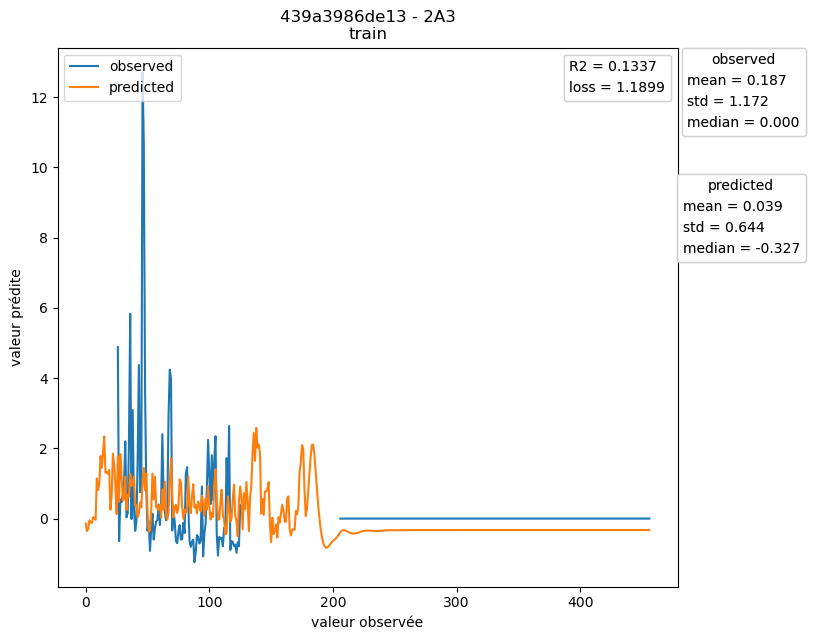 439a3986de13 - 2A3
train
observed
predicted
R2 = 0.1337
loss = 1.1899
observed
mean = 0.187
std = 1.172
median = 0.000
predicted
mean = 0.039
std = 0.644
median = -0.327
valeur prédite
12
10
8
6
4
2
0
0
100
200
300
400
valeur observée